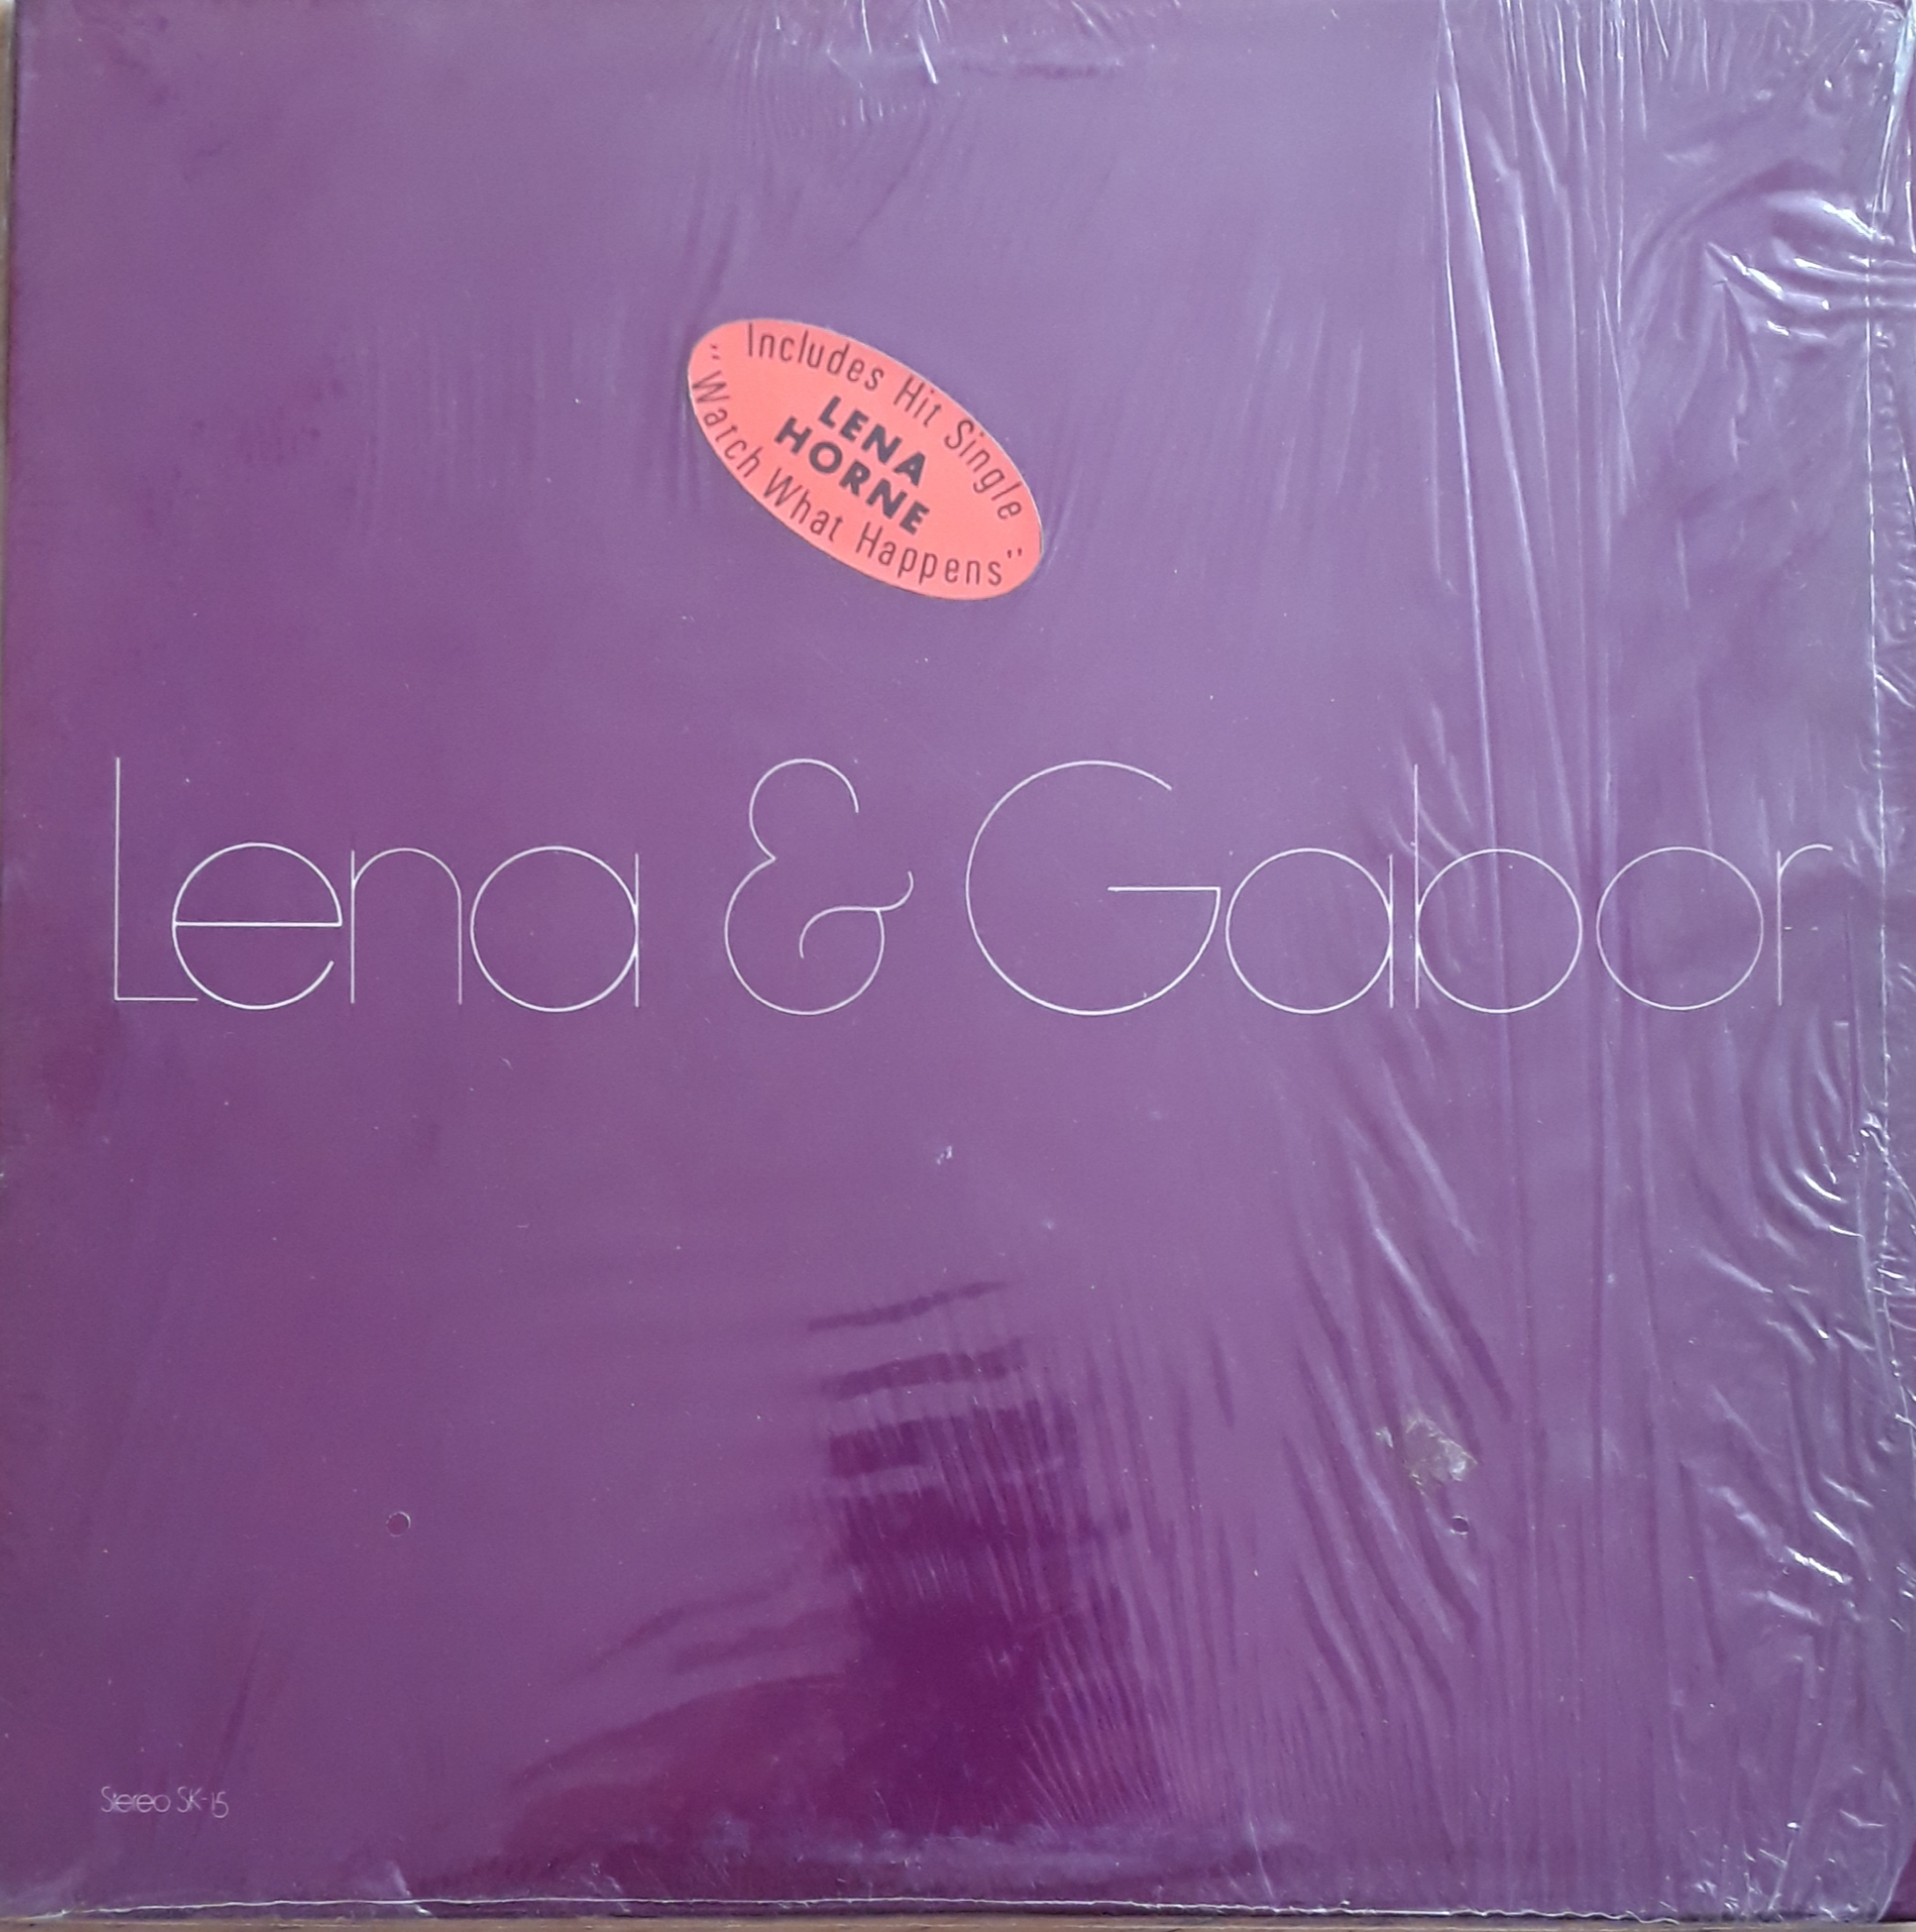 Includes Hit Single
LENA
HORNE
"Watch What Happens"
Lena & Gabor
Stereo SK-15